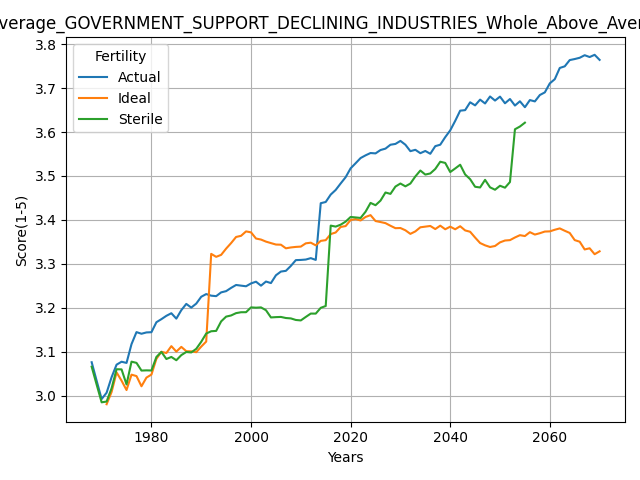 verage_GOVERNMENT_SUPPORT_DECLINING_INDUSTRIES_Whole_Above_Aver
Fertility
Actual
Ideal
Sterile
Score(1-5)
3.8
3.7
3.6
3.5
3.4
3.3
3.2
3.1
3.0
1980
2000
2020
2040
2060
Years